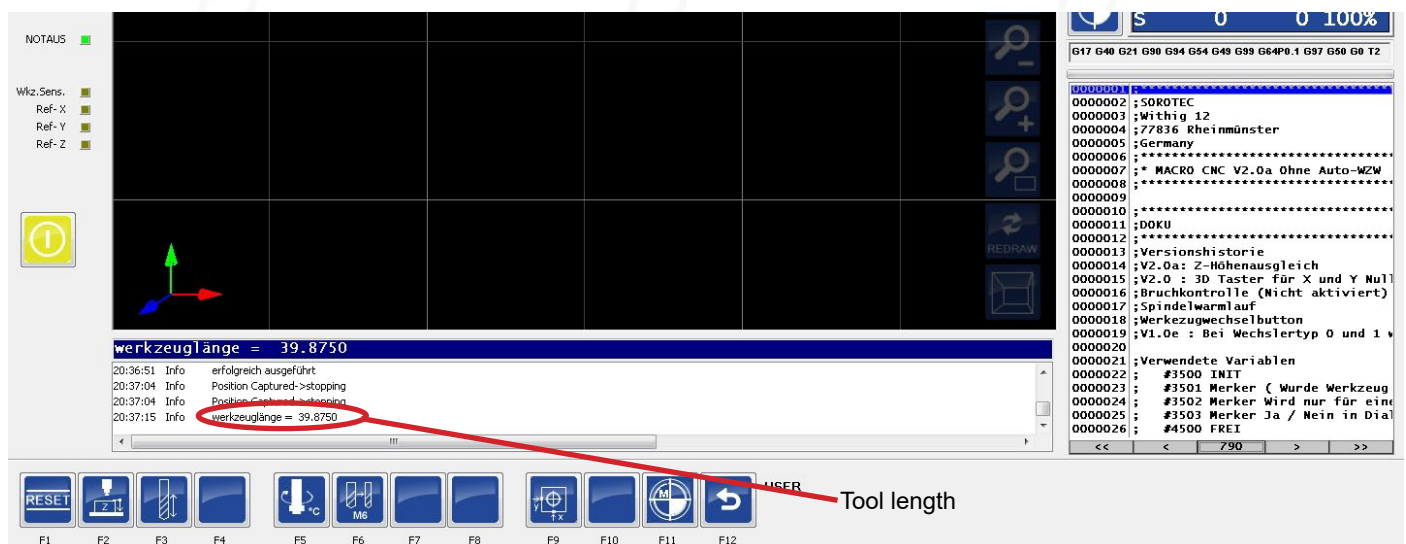 S 0 0 100%
NOTAUS
G17 G40 G21 G90 G94 G54 G49 G99 G64P0.1 G97 G50 G0 T2
Wkz.Sens.
Ref- X
Ref- Y
Ref- Z
REDRAW
0000001 ;***********************************
0000002 ;SOROTEC
0000003 ;Withig 12
0000004 ;77836 Rheinmünster
0000005 ;Germany
0000006 ;***********************************
0000007 ;* MACRO CNC V2.0a Ohne Auto-WZW
0000008 ;***********************************
0000009
0000010 ;***********************************
0000011 ;DOKU
0000012 ;***********************************
0000013 ;Versionshistorie
0000014 ;V2.0a: Z-Höhenausgleich
0000015 ;V2.0 : 3D Taster für X und Y Null
0000016 ;Bruchkontrolle (Nicht aktiviert)
0000017 ;Spindelwarmlauf
0000018 ;Werkezugwechselbutton
0000019 ;V1.0e : Bei Wechslertyp 0 und 1
0000020
0000021 ;Verwendete Variablen
0000022 ; #3500 INIT
0000023 ; #3501 Merker ( Wurde Werkzeug
0000024 ; #3502 Merker Wird nur für eine
0000025 ; #3503 Merker Ja / Nein in Dial
0000026 ; #4500 FREI
<< < 790 > >>
werkzeuglänge = 39.8750
20:36:51 Info erfolgreich ausgeführt
20:37:04 Info Position Captured->stopping
20:37:04 Info Position Captured->stopping
20:37:15 Info werkzeuglänge = 39.8750
RESET
Z
°C
M6
y
x
M
USER
Tool length
F1 F2 F3 F4 F5 F6 F7 F8 F9 F10 F11 F12